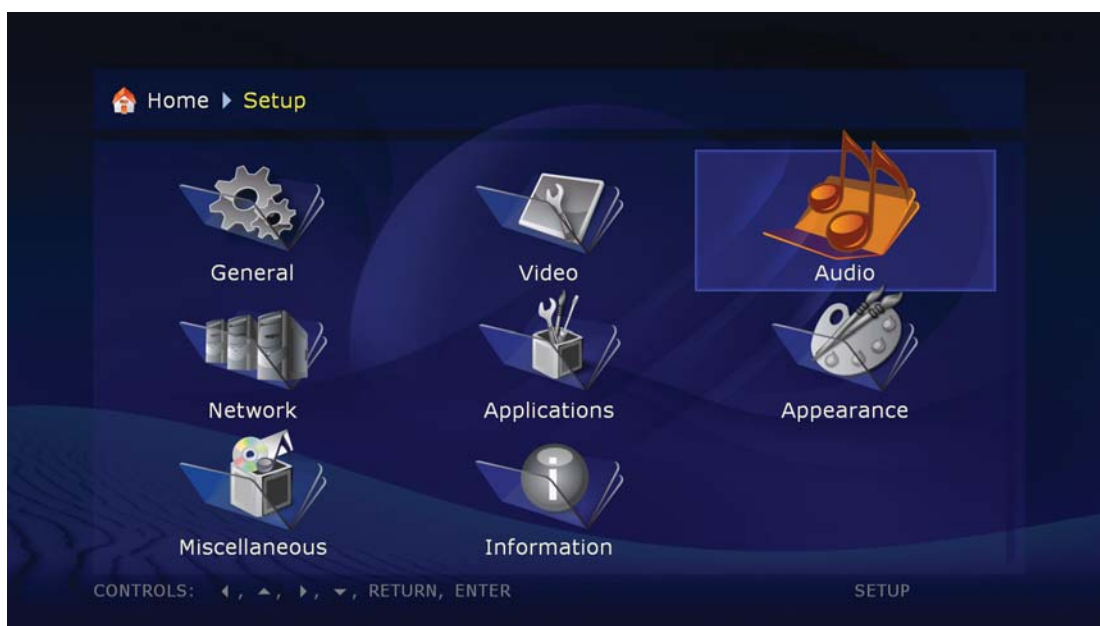 Home Setup
General Video Audio
Network Applications Appearance
Miscellaneous Information
CONTROLS: ◀, ▲, ▶, ▼, RETURN, ENTER SETUP